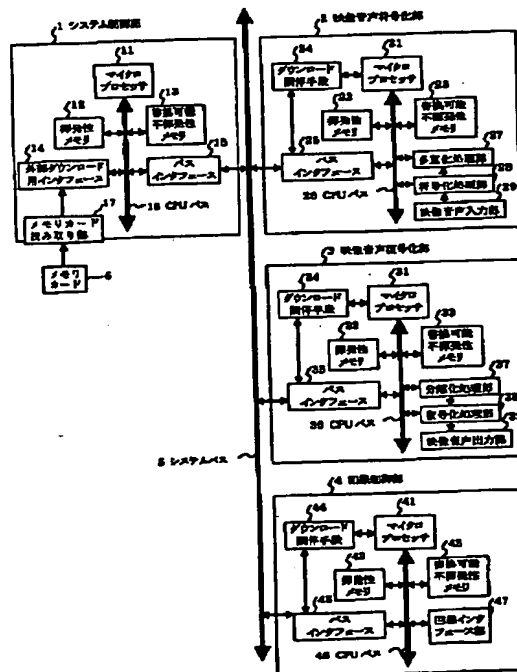 1 システム制御部
11
マイクロ
プロセッサ
12
揮発性
メモリ
13
書換可能
不揮発性
メモリ
14
外部ダウンロード
用インタフェース
15
バス
インタフェース
16 CPUバス
17
メモリカード
読み取り部
6
メモリ
カード
5 システムバス
2 映像音声符号化部
24
ダウンロード
調停手段
21
マイクロ
プロセッサ
22
揮発性
メモリ
23
書換可能
不揮発性
メモリ
25
バス
インタフェース
26 CPUバス
27
多重化処理部
28
符号化処理部
29
映像音声入力部
3 映像音声復号化部
34
ダウンロード
調停手段
31
マイクロ
プロセッサ
32
揮発性
メモリ
33
書換可能
不揮発性
メモリ
35
バス
インタフェース
36 CPUバス
37
分離化処理部
38
復号化処理部
39
映像音声出力部
4 回線制御部
44
ダウンロード
調停手段
41
マイクロ
プロセッサ
42
揮発性
メモリ
43
書換可能
不揮発性
メモリ
45
バス
インタフェース
46 CPUバス
47
回線インタ
フェース部